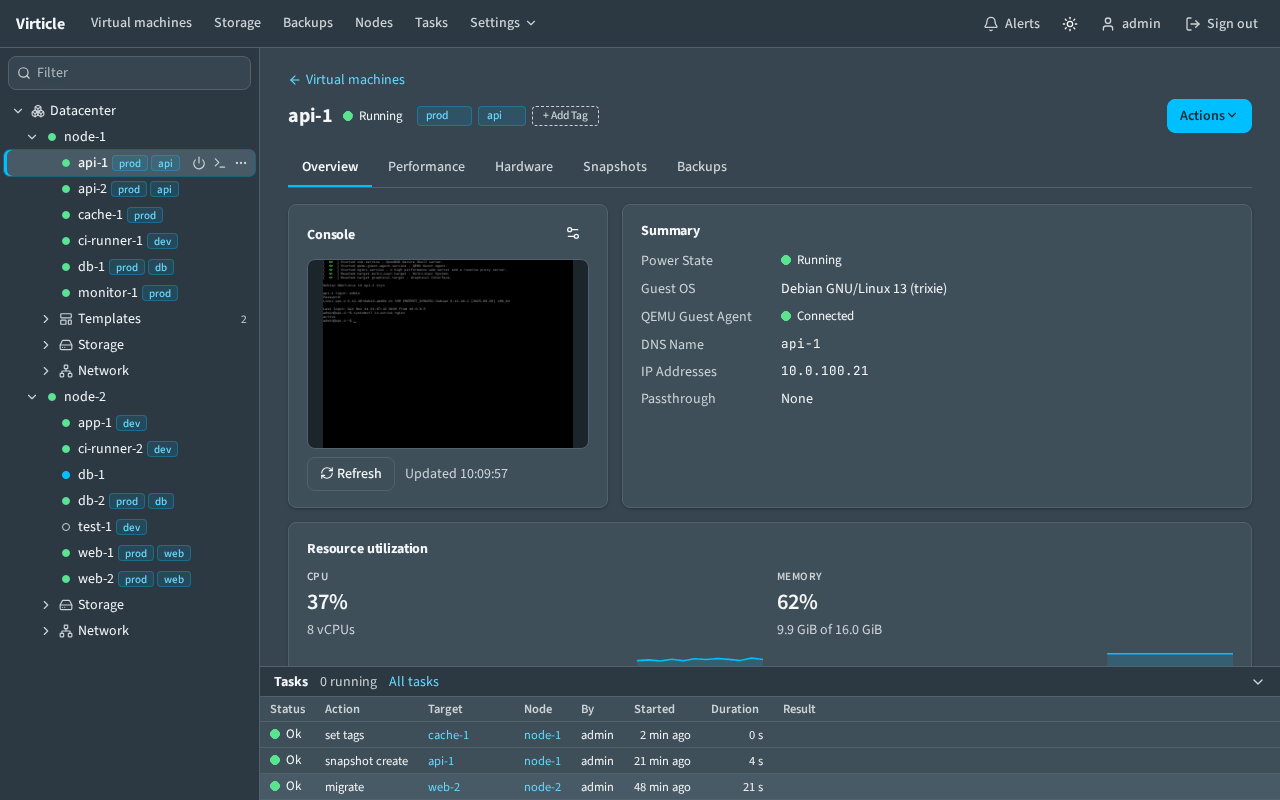 Virticle Virtual machines Storage Backups Nodes Tasks Settings Alerts admin Sign out
Filter
Datacenter
node-1
api-1 prod api
api-2 prod api
cache-1 prod
ci-runner-1 dev
db-1 prod db
monitor-1 prod
Templates 2
Storage
Network
node-2
app-1 dev
ci-runner-2 dev
db-1
db-2 prod db
test-1 dev
web-1 prod web
web-2 prod web
Storage
Network
Virtual machines
api-1 Running prod api + Add Tag Actions
Overview Performance Hardware Snapshots Backups
Console
Refresh Updated 10:09:57
Summary
Power State Running
Guest OS Debian GNU/Linux 13 (trixie)
QEMU Guest Agent Connected
DNS Name api-1
IP Addresses 10.0.100.21
Passthrough None
Resource utilization
CPU
37%
8 vCPUs
MEMORY
62%
9.9 GiB of 16.0 GiB
Tasks 0 running All tasks
Status Action Target Node By Started Duration Result
Ok set tags cache-1 node-1 admin 2 min ago 0 s
Ok snapshot create api-1 node-1 admin 21 min ago 4 s
Ok migrate web-2 node-2 admin 48 min ago 21 s